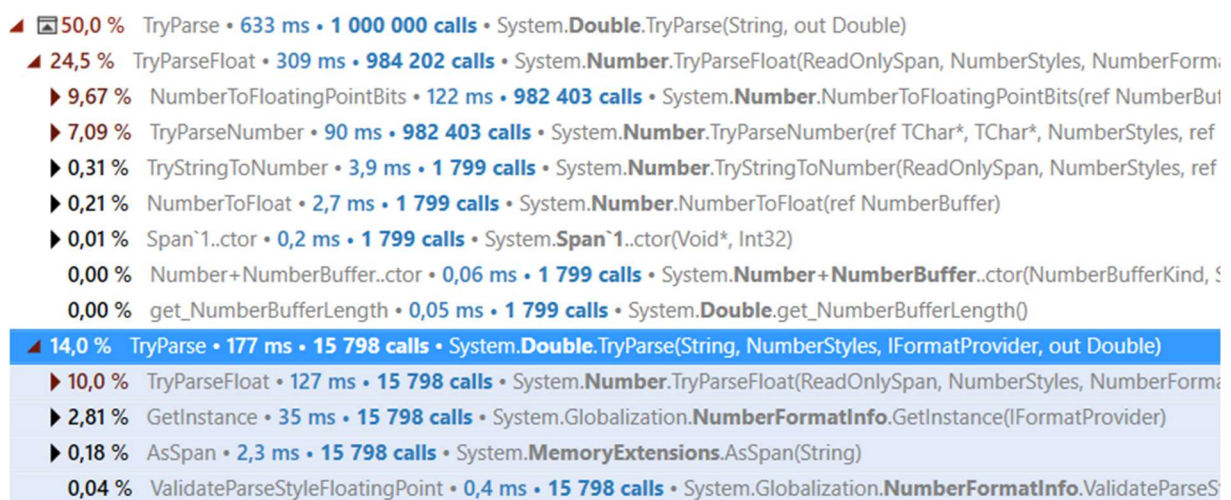 50,0 % TryParse • 633 ms • 1 000 000 calls • System.Double.TryParse(String, out Double)
24,5 % TryParseFloat • 309 ms • 984 202 calls • System.Number.TryParseFloat(ReadOnlySpan, NumberStyles, NumberForma
9,67 % NumberToFloatingPointBits • 122 ms • 982 403 calls • System.Number.NumberToFloatingPointBits(ref NumberBuf
7,09 % TryParseNumber • 90 ms • 982 403 calls • System.Number.TryParseNumber(ref TChar*, TChar*, NumberStyles, ref
0,31 % TryStringToNumber • 3,9 ms • 1 799 calls • System.Number.TryStringToNumber(ReadOnlySpan, NumberStyles, ref
0,21 % NumberToFloat • 2,7 ms • 1 799 calls • System.Number.NumberToFloat(ref NumberBuffer)
0,01 % Span`1..ctor • 0,2 ms • 1 799 calls • System.Span`1..ctor(Void*, Int32)
0,00 % Number+NumberBuffer..ctor • 0,06 ms • 1 799 calls • System.Number+NumberBuffer..ctor(NumberBufferKind, S
0,00 % get_NumberBufferLength • 0,05 ms • 1 799 calls • System.Double.get_NumberBufferLength()
14,0 % TryParse • 177 ms • 15 798 calls • System.Double.TryParse(String, NumberStyles, IFormatProvider, out Double)
10,0 % TryParseFloat • 127 ms • 15 798 calls • System.Number.TryParseFloat(ReadOnlySpan, NumberStyles, NumberForma
2,81 % GetInstance • 35 ms • 15 798 calls • System.Globalization.NumberFormatInfo.GetInstance(IFormatProvider)
0,18 % AsSpan • 2,3 ms • 15 798 calls • System.MemoryExtensions.AsSpan(String)
0,04 % ValidateParseStyleFloatingPoint • 0,4 ms • 15 798 calls • System.Globalization.NumberFormatInfo.ValidateParseS